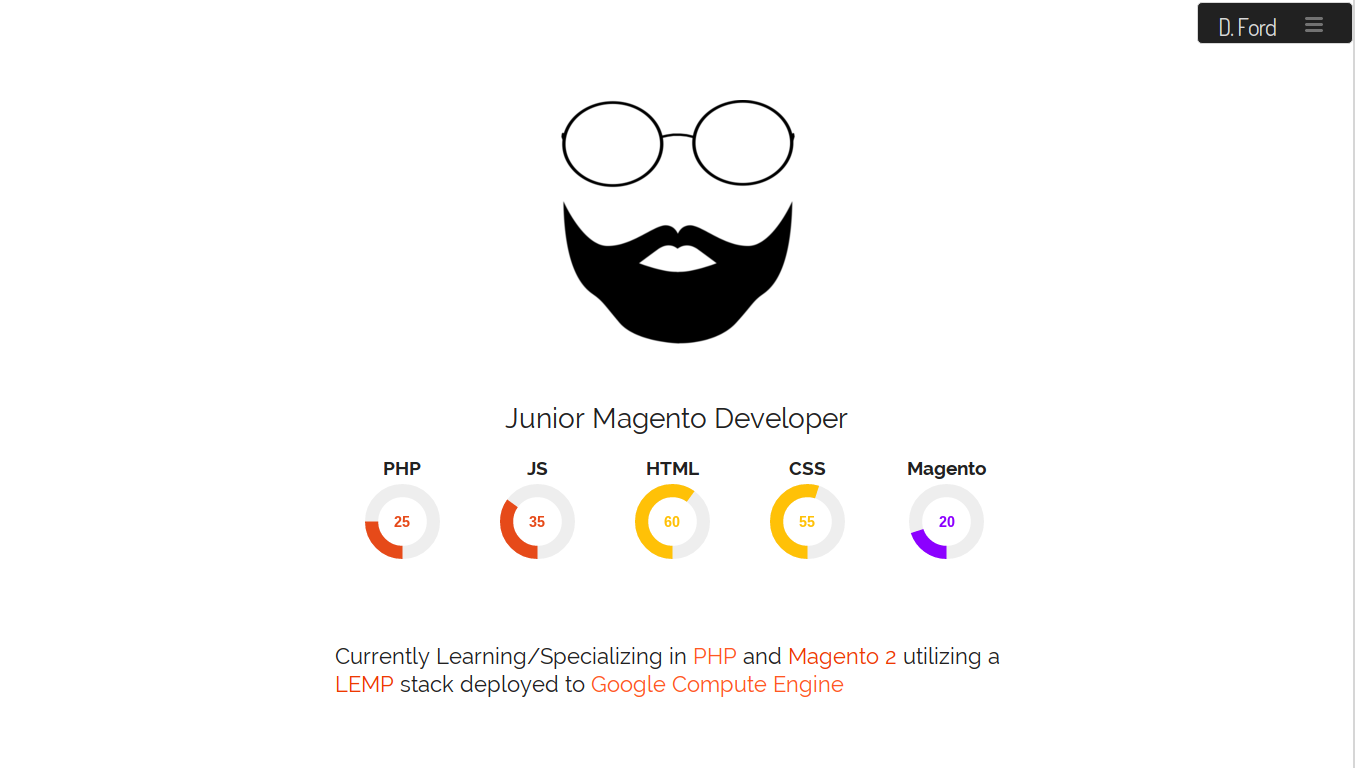 D. Ford
Junior Magento Developer
PHP JS HTML CSS Magento
25 35 60 55 20
Currently Learning/Specializing in PHP and Magento 2 utilizing a
LEMP stack deployed to Google Compute Engine